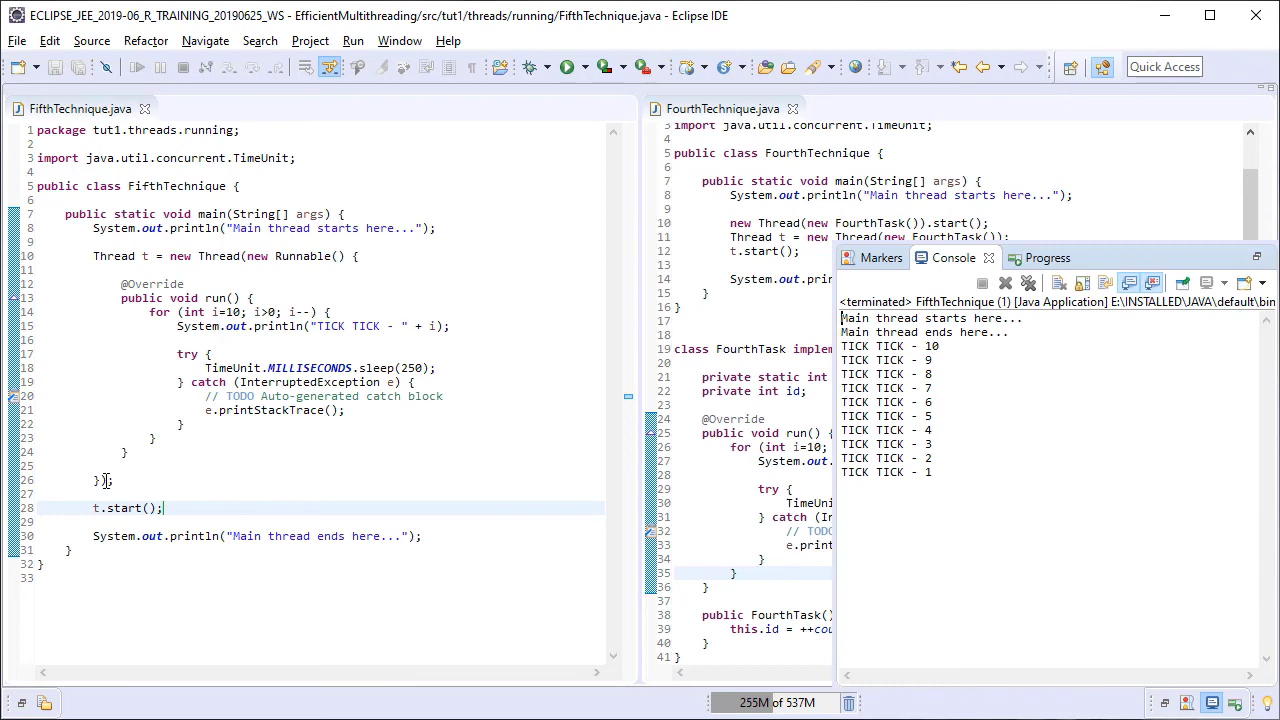 ECLIPSE_JEE_2019-06_R_TRAINING_20190625_WS - EfficientMultithreading/src/tut1/threads/running/FifthTechnique.java - Eclipse IDE
File Edit Source Refactor Navigate Search Project Run Window Help
Quick Access
FifthTechnique.java
1 package tut1.threads.running;
2
3 import java.util.concurrent.TimeUnit;
4
5 public class FifthTechnique {
6
7 public static void main(String[] args) {
8 System.out.println("Main thread starts here...");
9
10 Thread t = new Thread(new Runnable() {
11
12 @Override
13 public void run() {
14 for (int i=10; i>0; i--) {
15 System.out.println("TICK TICK - " + i);
16
17 try {
18 TimeUnit.MILLISECONDS.sleep(250);
19 } catch (InterruptedException e) {
20 // TODO Auto-generated catch block
21 e.printStackTrace();
22 }
23 }
24 }
25
26 });
27
28 t.start();
29
30 System.out.println("Main thread ends here...");
31 }
32 }
33
FourthTechnique.java
3 import java.util.concurrent.TimeUnit;
4
5 public class FourthTechnique {
6
7 public static void main(String[] args) {
8 System.out.println("Main thread starts here...");
9
10 new Thread(new FourthTask()).start();
11 Thread t = new Thread(new FourthTask());
12 t.start();
13
14 System.out.pri
15 }
16 }
17
18
19 class FourthTask impleme
20
21 private static int
22 private int id;
23
24 @Override
25 public void run() {
26 for (int i=10;
27 System.out.
28
29 try {
30 TimeUni
31 } catch (In
32 // TODO
33 e.print
34 }
35 }
36 }
37
38 public FourthTask()
39 this.id = ++cou
40 }
41 }
Markers Console Progress
<terminated> FifthTechnique (1) [Java Application] E:\INSTALLED\JAVA\default\bin
Main thread starts here...
Main thread ends here...
TICK TICK - 10
TICK TICK - 9
TICK TICK - 8
TICK TICK - 7
TICK TICK - 6
TICK TICK - 5
TICK TICK - 4
TICK TICK - 3
TICK TICK - 2
TICK TICK - 1
255M of 537M